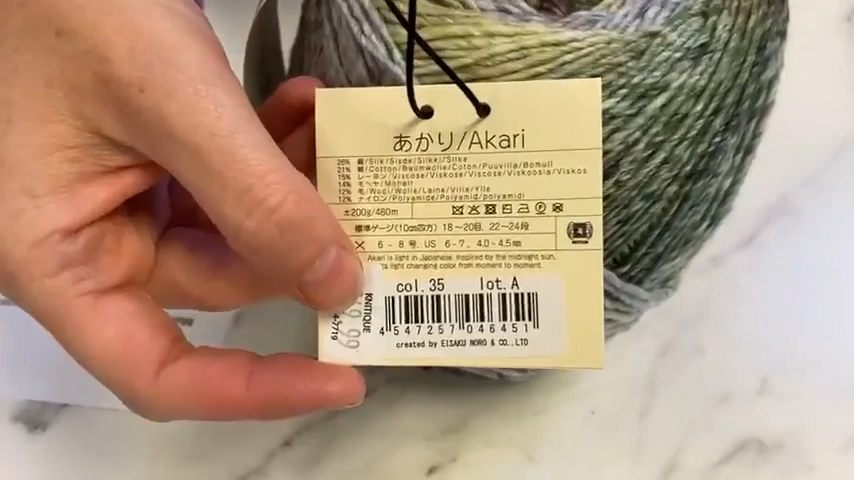 あかり/Akari
26% 絹/Silk/Seide/Silkki/Silke
21% 綿/Cotton/Baumwolle/Coton/Puuvilla/Bomull
15% レーヨン/Viscose/Viskose/Viscose/Viskoosia/Viskos
14% モヘヤ/Mohair
12% 毛/Wool/Wolle/Laine/Villa/Ylle
12% ナイロン/Polyamide/Polyamid/polyamidi
±200g/480m
標準ゲージ(10cm四方) 18〜20目, 22〜24段
6-8号, US 6-7, 4.0-4.5mm
4
Akari is light in Japanese. Inspired by the midnight sun,
its light changing color from moment to moment.
col.35 lot.A
KNITIQUE
4 547257 046451
created by EISAKU NORO & CO.,LTD